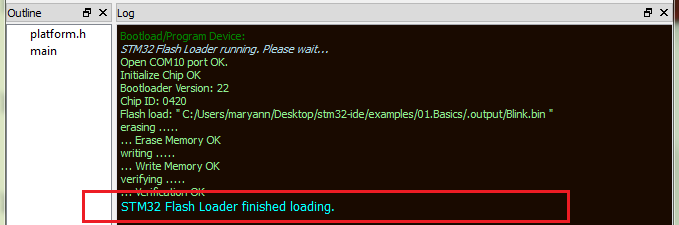 Outline
Log
platform.h
main
Bootload/Program Device:
STM32 Flash Loader running. Please wait...
Open COM10 port OK.
Initialize Chip OK
Bootloader Version: 22
Chip ID: 0420
Flash load: " C:/Users/maryann/Desktop/stm32-ide/examples/01.Basics/.output/Blink.bin "
erasing .....
... Erase Memory OK
writing .....
... Write Memory OK
verifying .....
... Verification OK
STM32 Flash Loader finished loading.